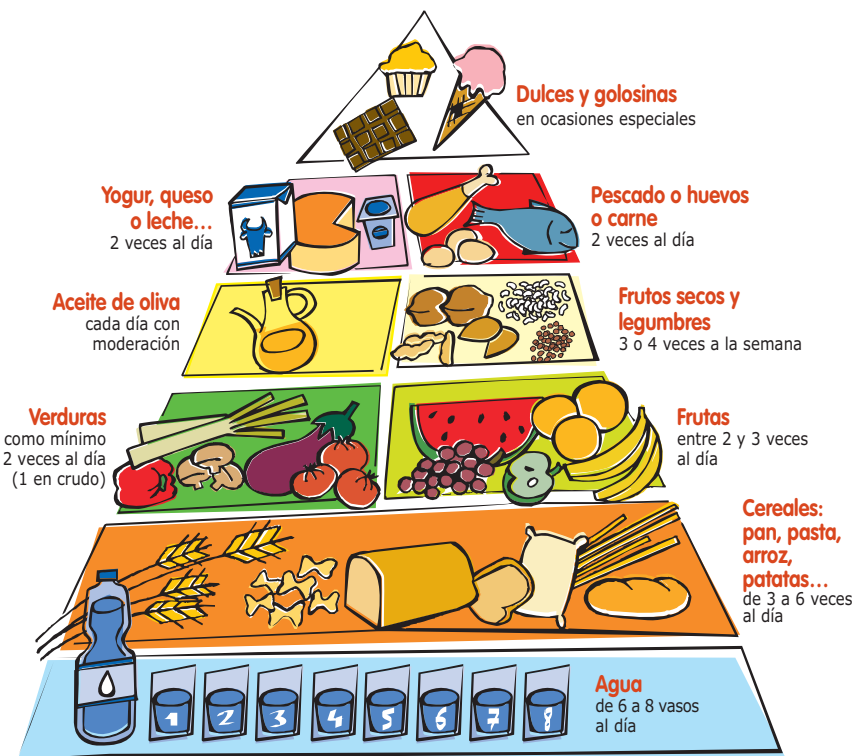 Dulces y golosinas
en ocasiones especiales
Yogur, queso
o leche...
2 veces al día
Pescado o huevos
o carne
2 veces al día
Aceite de oliva
cada día con
moderación
Frutos secos y
legumbres
3 o 4 veces a la semana
Verduras
como mínimo
2 veces al día
(1 en crudo)
Frutas
entre 2 y 3 veces
al día
Cereales:
pan, pasta,
arroz,
patatas...
de 3 a 6 veces
al día
1 2 3 4 5 6 7 8
Agua
de 6 a 8 vasos
al día